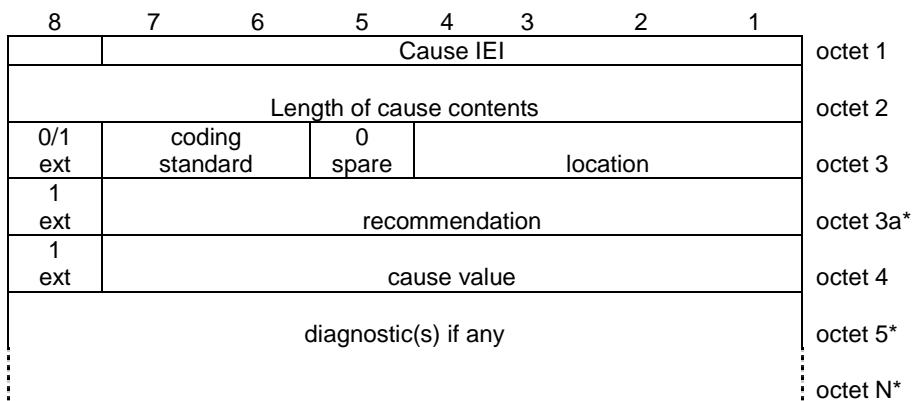 8 7 6 5 4 3 2 1
Cause IEI octet 1
Length of cause contents octet 2
0/1 coding 0
ext standard spare location octet 3
1
ext recommendation octet 3a*
1
ext cause value octet 4
diagnostic(s) if any octet 5*
octet N*